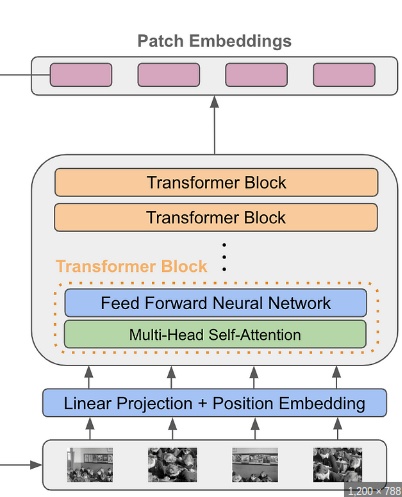 Patch Embeddings
Transformer Block
Transformer Block
Transformer Block
Feed Forward Neural Network
Multi-Head Self-Attention
Linear Projection + Position Embedding
1,200 × 788